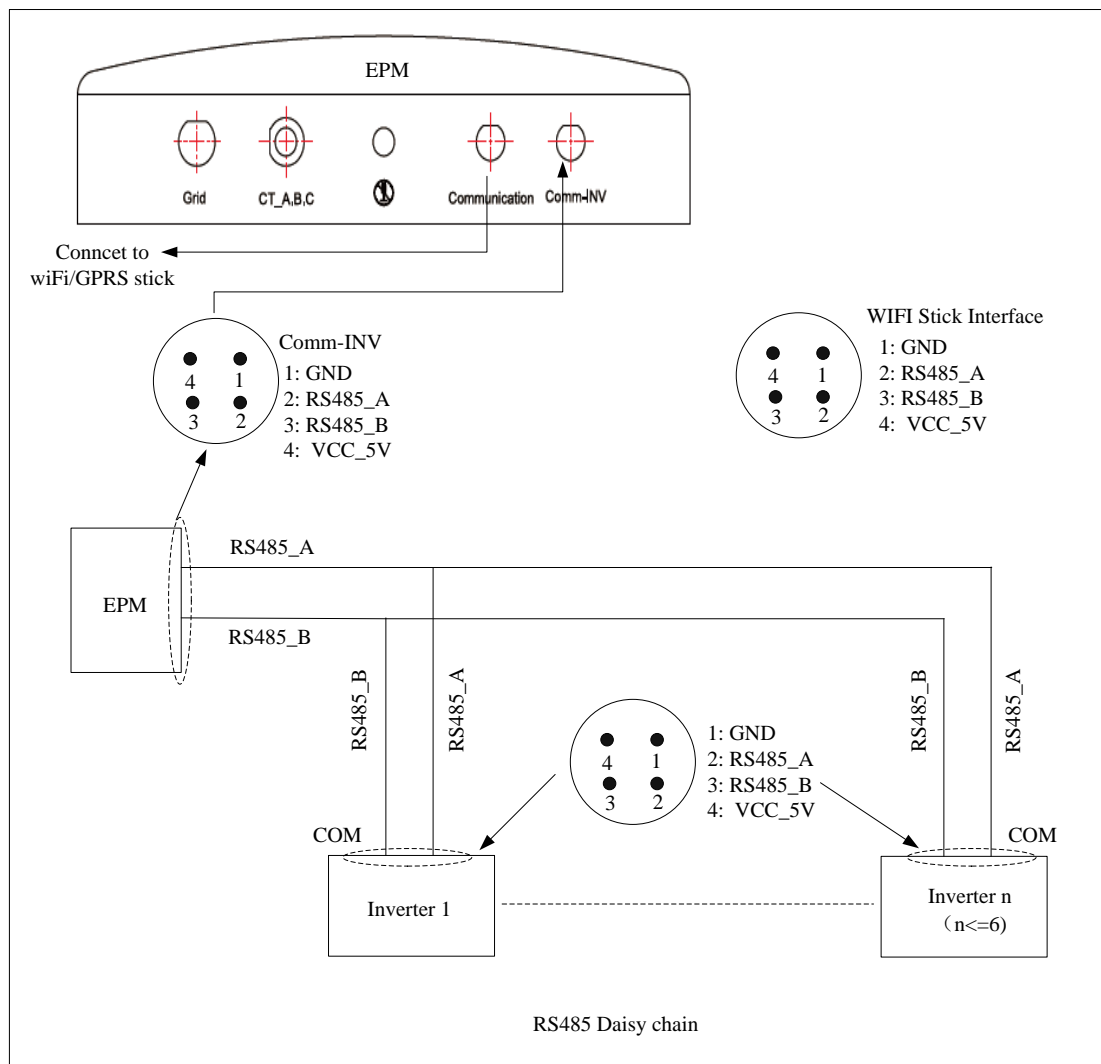 EPM
Grid
CT_A,B,C
1
Communication
Comm-INV
Conncet to
wiFi/GPRS stick
Comm-INV
1: GND
2: RS485_A
3: RS485_B
4: VCC_5V
4 1
3 2
WIFI Stick Interface
1: GND
2: RS485_A
3: RS485_B
4: VCC_5V
4 1
3 2
EPM
RS485_A
RS485_B
RS485_B
RS485_A
RS485_B
RS485_A
1: GND
2: RS485_A
3: RS485_B
4: VCC_5V
4 1
3 2
COM
COM
Inverter 1
Inverter n
（n<=6)
RS485 Daisy chain